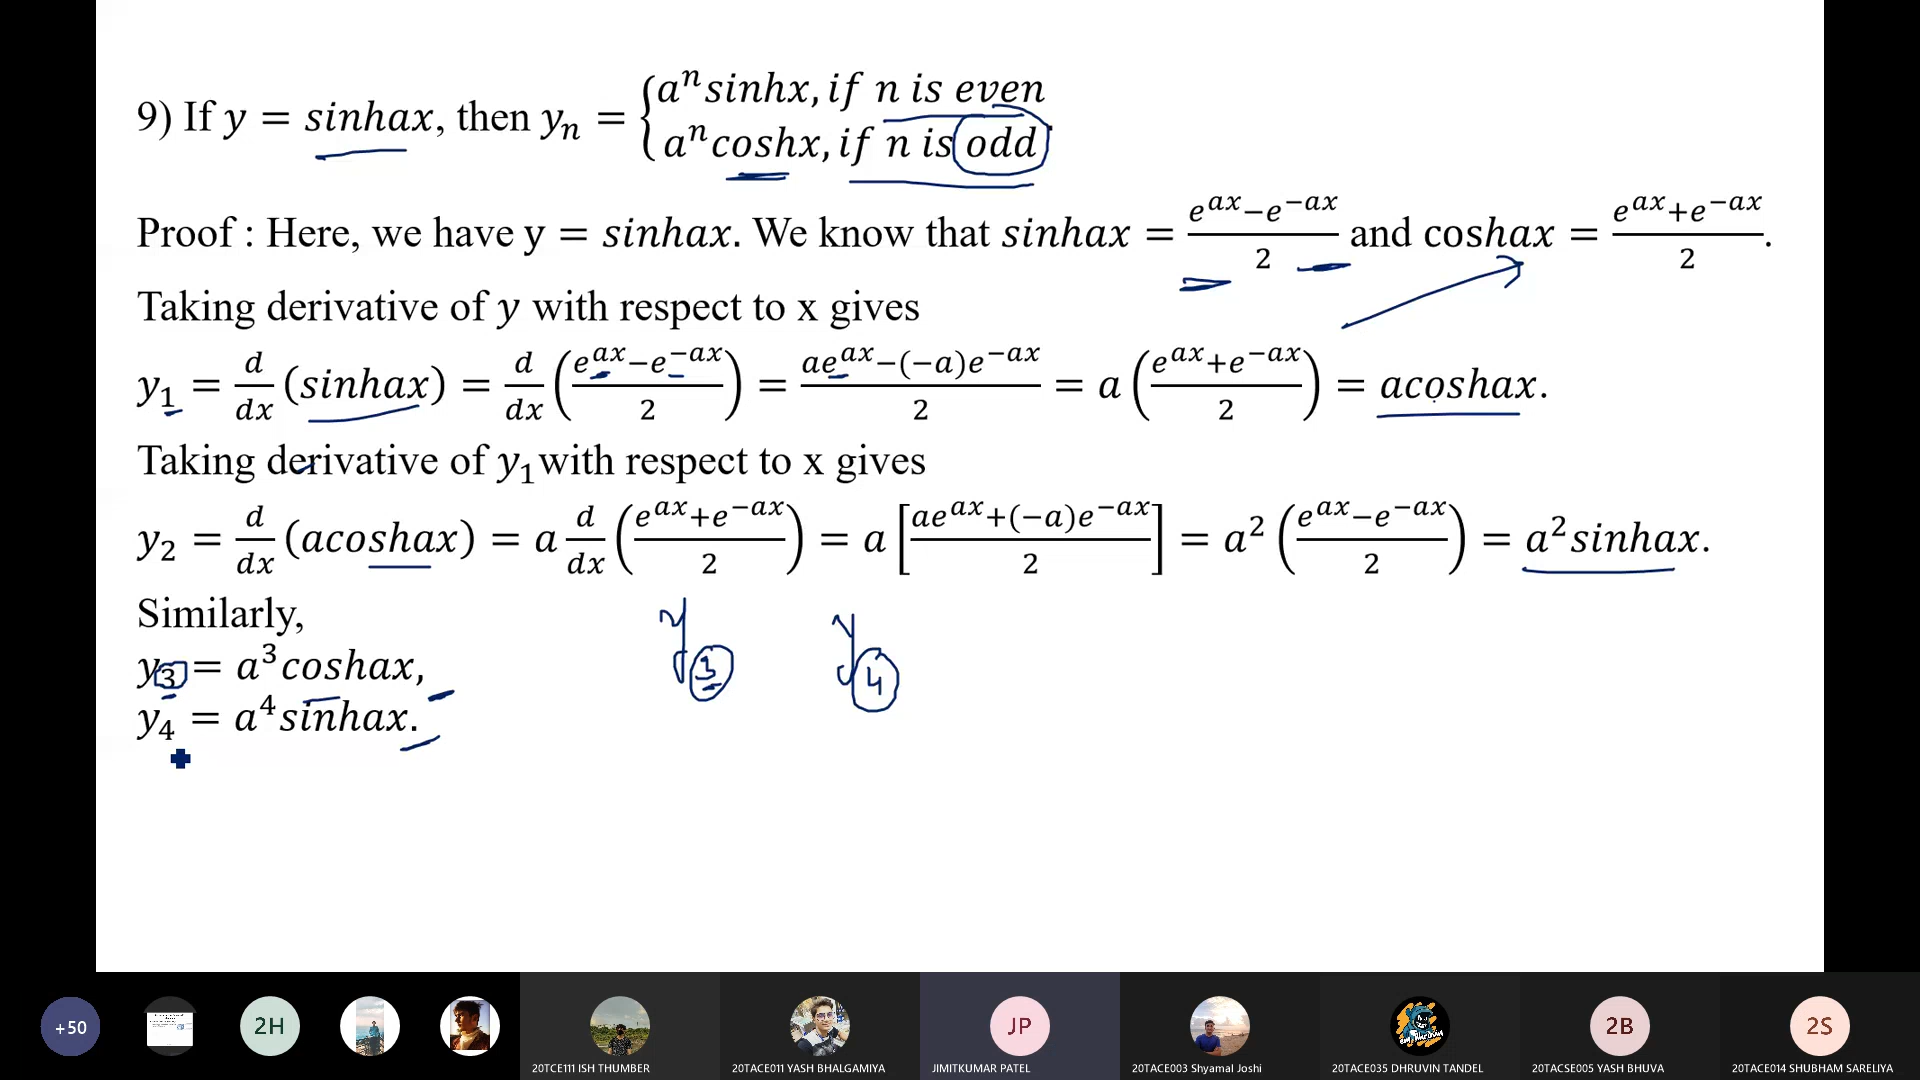 9) If y = sinhax, then yₙ = { aⁿsinhx, if n is even
aⁿcoshx, if n is odd
Proof : Here, we have y = sinhax. We know that sinhax = (e^{ax}−e^{−ax})/2 and coshax = (e^{ax}+e^{−ax})/2.
Taking derivative of y with respect to x gives
y₁ = d/dx (sinhax) = d/dx ((e^{ax}−e^{−ax})/2) = (ae^{ax}−(−a)e^{−ax})/2 = a((e^{ax}+e^{−ax})/2) = acoshax.
Taking derivative of y₁with respect to x gives
y₂ = d/dx (acoshax) = a d/dx ((e^{ax}+e^{−ax})/2) = a[(ae^{ax}+(−a)e^{−ax})/2] = a²((e^{ax}−e^{−ax})/2) = a²sinhax.
Similarly,
y₃ = a³coshax,
y₄ = a⁴sinhax.
y₃ y₄
+50
2H
JP
2B
2S
20TCE111 ISH THUMBER
20TACE011 YASH BHALGAMIYA
JIMITKUMAR PATEL
20TACE003 Shyamal Joshi
20TACE035 DHRUVIN TANDEL
20TACSE005 YASH BHUVA
20TACE014 SHUBHAM SARELIYA